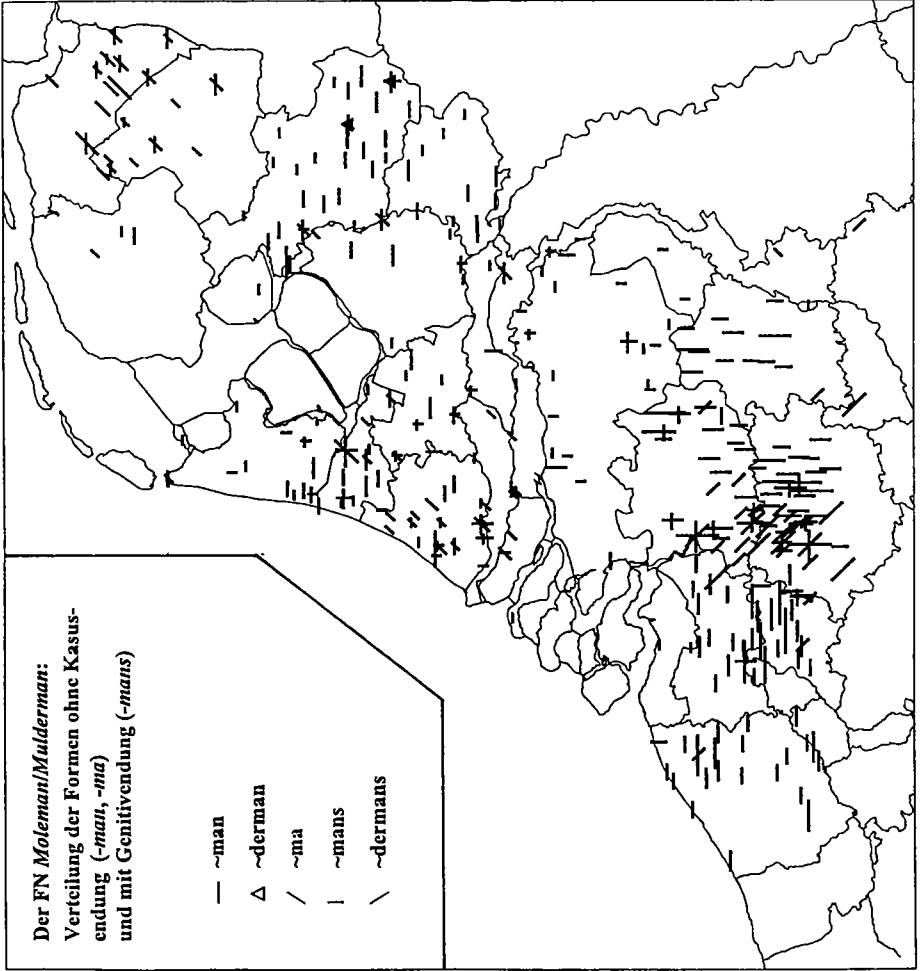 Der FN Moleman/Mulderman:
Verteilung der Formen ohne Kasus-
endung (-man, -ma)
und mit Genitivendung (-mans)
— ~man
△ ~derman
/ ~ma
| ~mans
\ ~dermans